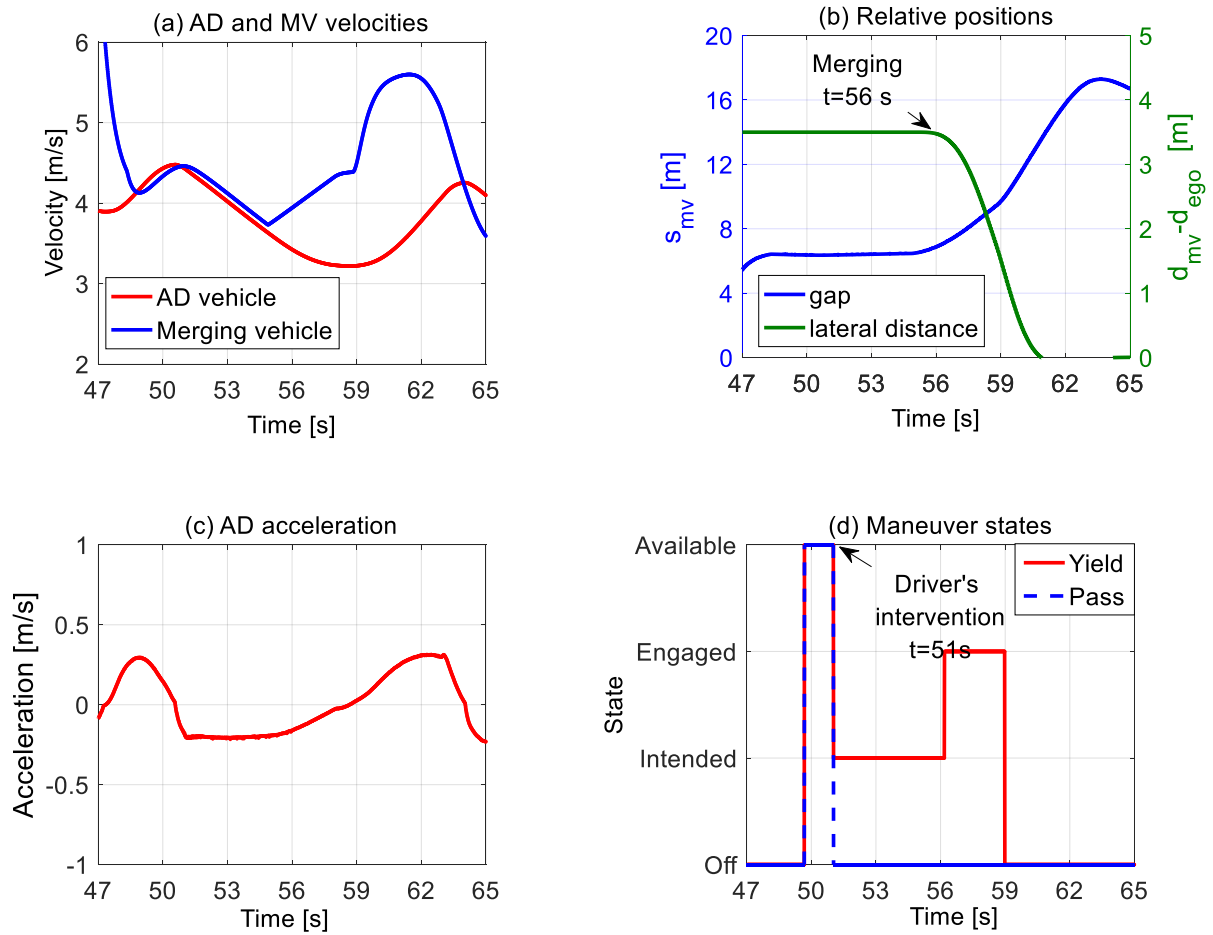 (a) AD and MV velocities
6
5
4
3
2
47 50 53 56 59 62 65
Velocity [m/s]
Time [s]
AD vehicle
Merging vehicle
(b) Relative positions
20
16
12
8
4
0
5
4
3
2
1
0
47 50 53 56 59 62 65
s_mv [m]
d_mv-d_ego [m]
Time [s]
Merging
t=56 s
gap
lateral distance
(c) AD acceleration
1
0.5
0
-0.5
-1
47 50 53 56 59 62 65
Acceleration [m/s]
Time [s]
(d) Maneuver states
Available
Engaged
Intended
Off
47 50 53 56 59 62 65
State
Time [s]
Driver's
intervention
t=51s
Yield
Pass